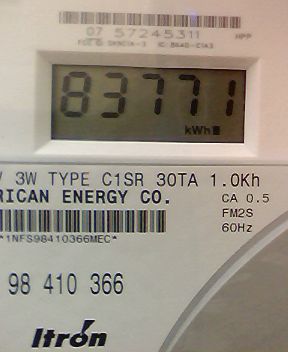 07 57245311 HPP
83771
kWh
V 3W TYPE C1SR 30TA 1.0Kh
RICAN ENERGY CO. CA 0.5
FM2S
*1NFS98410366MEC* 60Hz
98 410 366
Itron